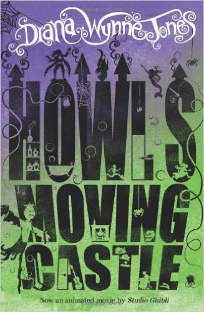 Diana Wynne Jones
HOWL'S
MOVING
CASTLE
Now an animated movie by Studio Ghibli